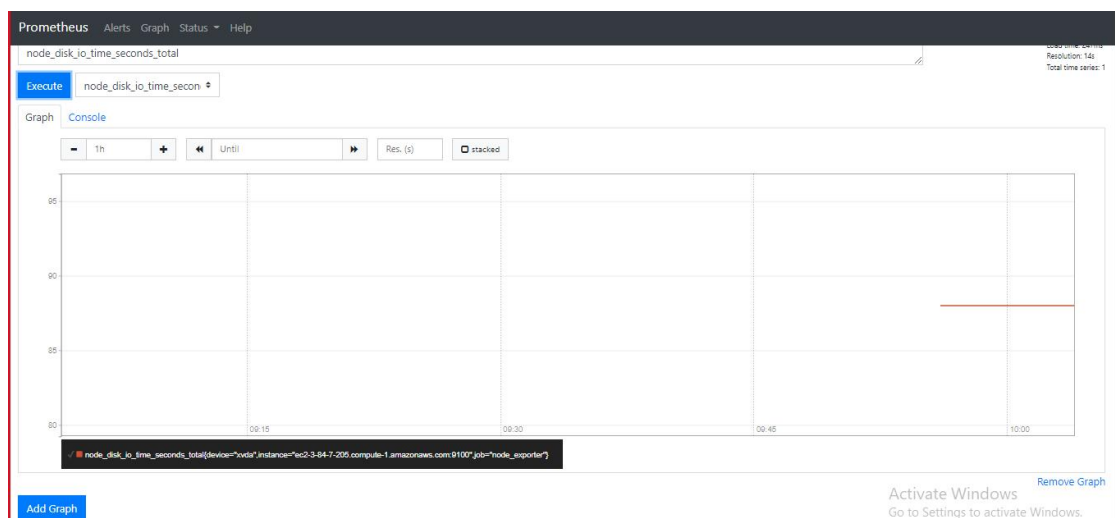 Prometheus Alerts Graph Status Help
node_disk_io_time_seconds_total
Load time: 247ms
Resolution: 14s
Total time series: 1
Execute node_disk_io_time_secon
Graph Console
1h Until Res. (s) stacked
95
90
85
80
09:15 09:30 09:45 10:00
node_disk_io_time_seconds_total{device="xvda",instance="ec2-3-84-7-205.compute-1.amazonaws.com:9100",job="node_exporter"}
Remove Graph
Activate Windows
Go to Settings to activate Windows.
Add Graph